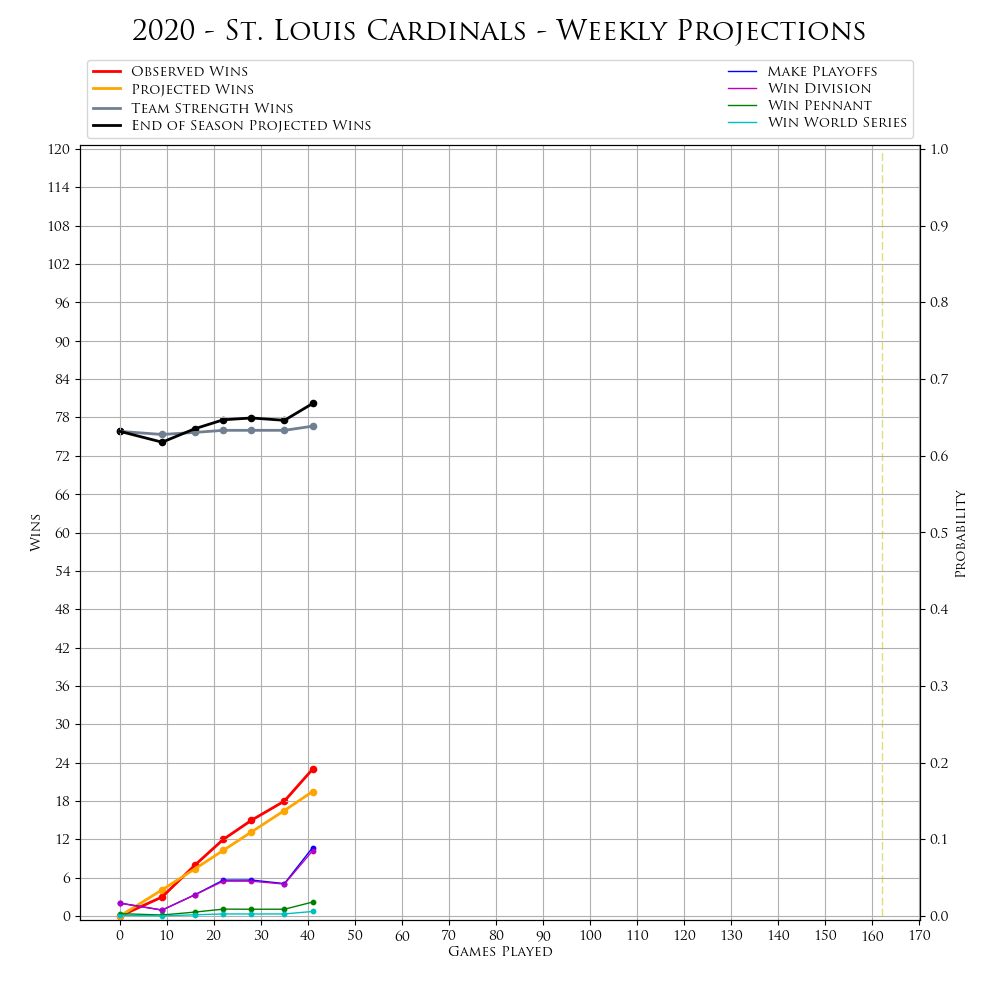 2020 - St. Louis Cardinals - Weekly Projections
Observed Wins
Projected Wins
Team Strength Wins
End of Season Projected Wins
Make Playoffs
Win Division
Win Pennant
Win World Series
120
114
108
102
96
90
84
78
72
66
60
54
48
42
36
30
24
18
12
6
0
Wins
1.0
0.9
0.8
0.7
0.6
0.5
0.4
0.3
0.2
0.1
0.0
Probability
0 10 20 30 40 50 60 70 80 90 100 110 120 130 140 150 160 170
Games Played